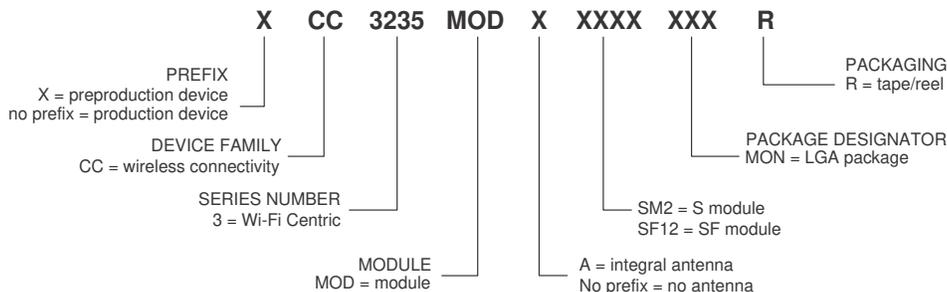 X CC 3235 MOD X XXXX XXX R
PREFIX
X = preproduction device
no prefix = production device
DEVICE FAMILY
CC = wireless connectivity
SERIES NUMBER
3 = Wi-Fi Centric
MODULE
MOD = module
PACKAGING
R = tape/reel
PACKAGE DESIGNATOR
MON = LGA package
SM2 = S module
SF12 = SF module
A = integral antenna
No prefix = no antenna